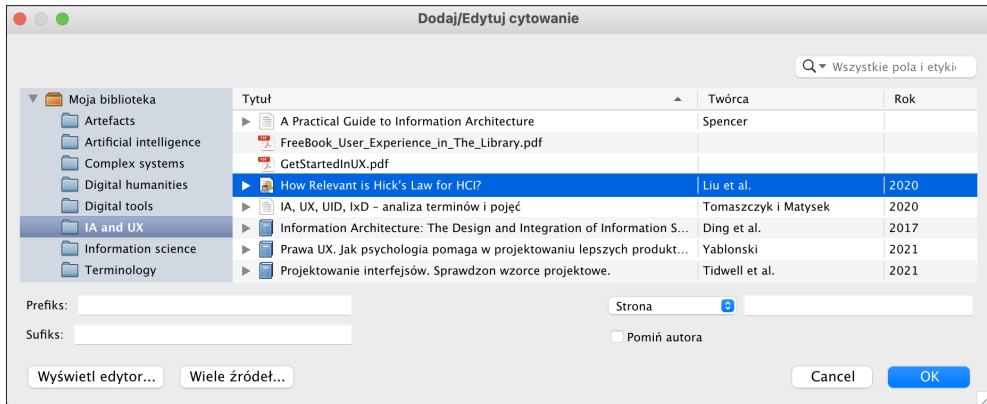 Dodaj/Edytuj cytowanie
Wszystkie pola i etyki
Moja biblioteka
Artefacts
Artificial intelligence
Complex systems
Digital humanities
Digital tools
IA and UX
Information science
Terminology
Tytuł Twórca Rok
A Practical Guide to Information Architecture Spencer
FreeBook_User_Experience_in_The_Library.pdf
GetStartedInUX.pdf
How Relevant is Hick's Law for HCI? Liu et al. 2020
IA, UX, UID, IxD – analiza terminów i pojęć Tomaszczyk i Matysek 2020
Information Architecture: The Design and Integration of Information S... Ding et al. 2017
Prawa UX. Jak psychologia pomaga w projektowaniu lepszych produkt... Yablonski 2021
Projektowanie interfejsów. Sprawdzon wzorce projektowe. Tidwell et al. 2021
Prefiks: Strona
Sufiks: Pomiń autora
Wyświetl edytor... Wiele źródeł... Cancel OK